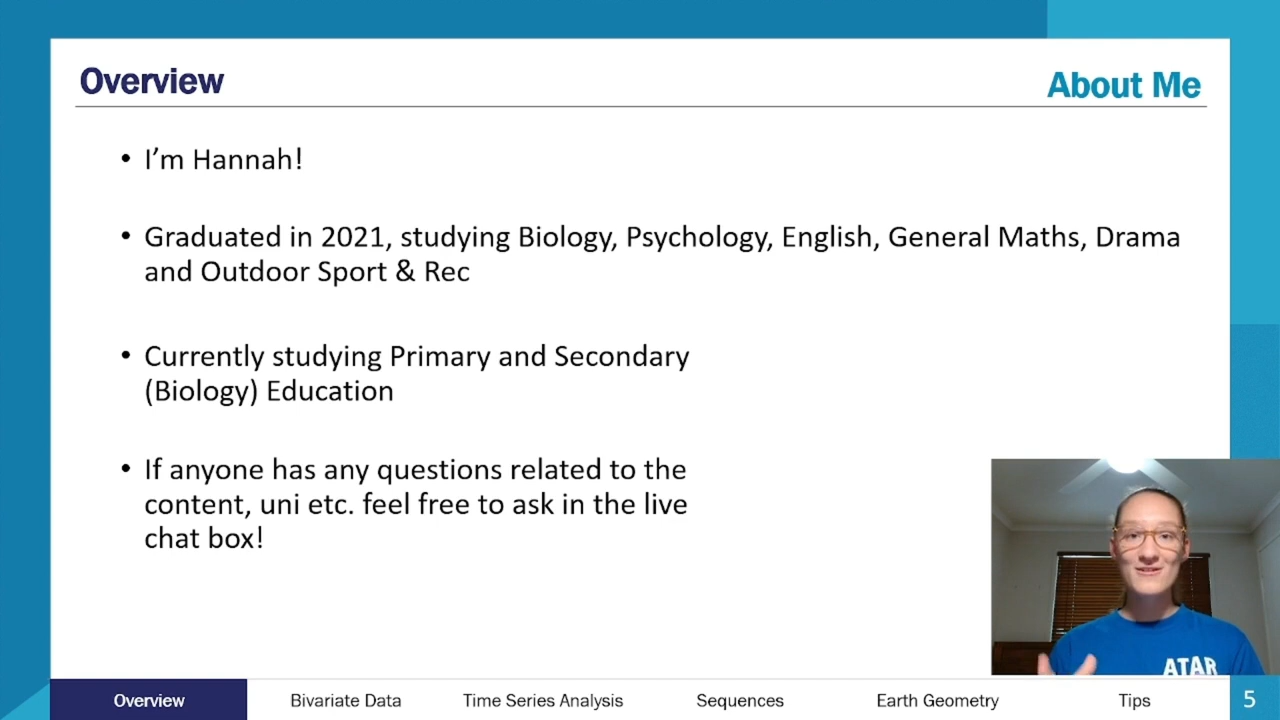 Overview
About Me
• I'm Hannah!
• Graduated in 2021, studying Biology, Psychology, English, General Maths, Drama
and Outdoor Sport & Rec
• Currently studying Primary and Secondary
(Biology) Education
• If anyone has any questions related to the
content, uni etc. feel free to ask in the live
chat box!
ATAR
Overview Bivariate Data Time Series Analysis Sequences Earth Geometry Tips 5